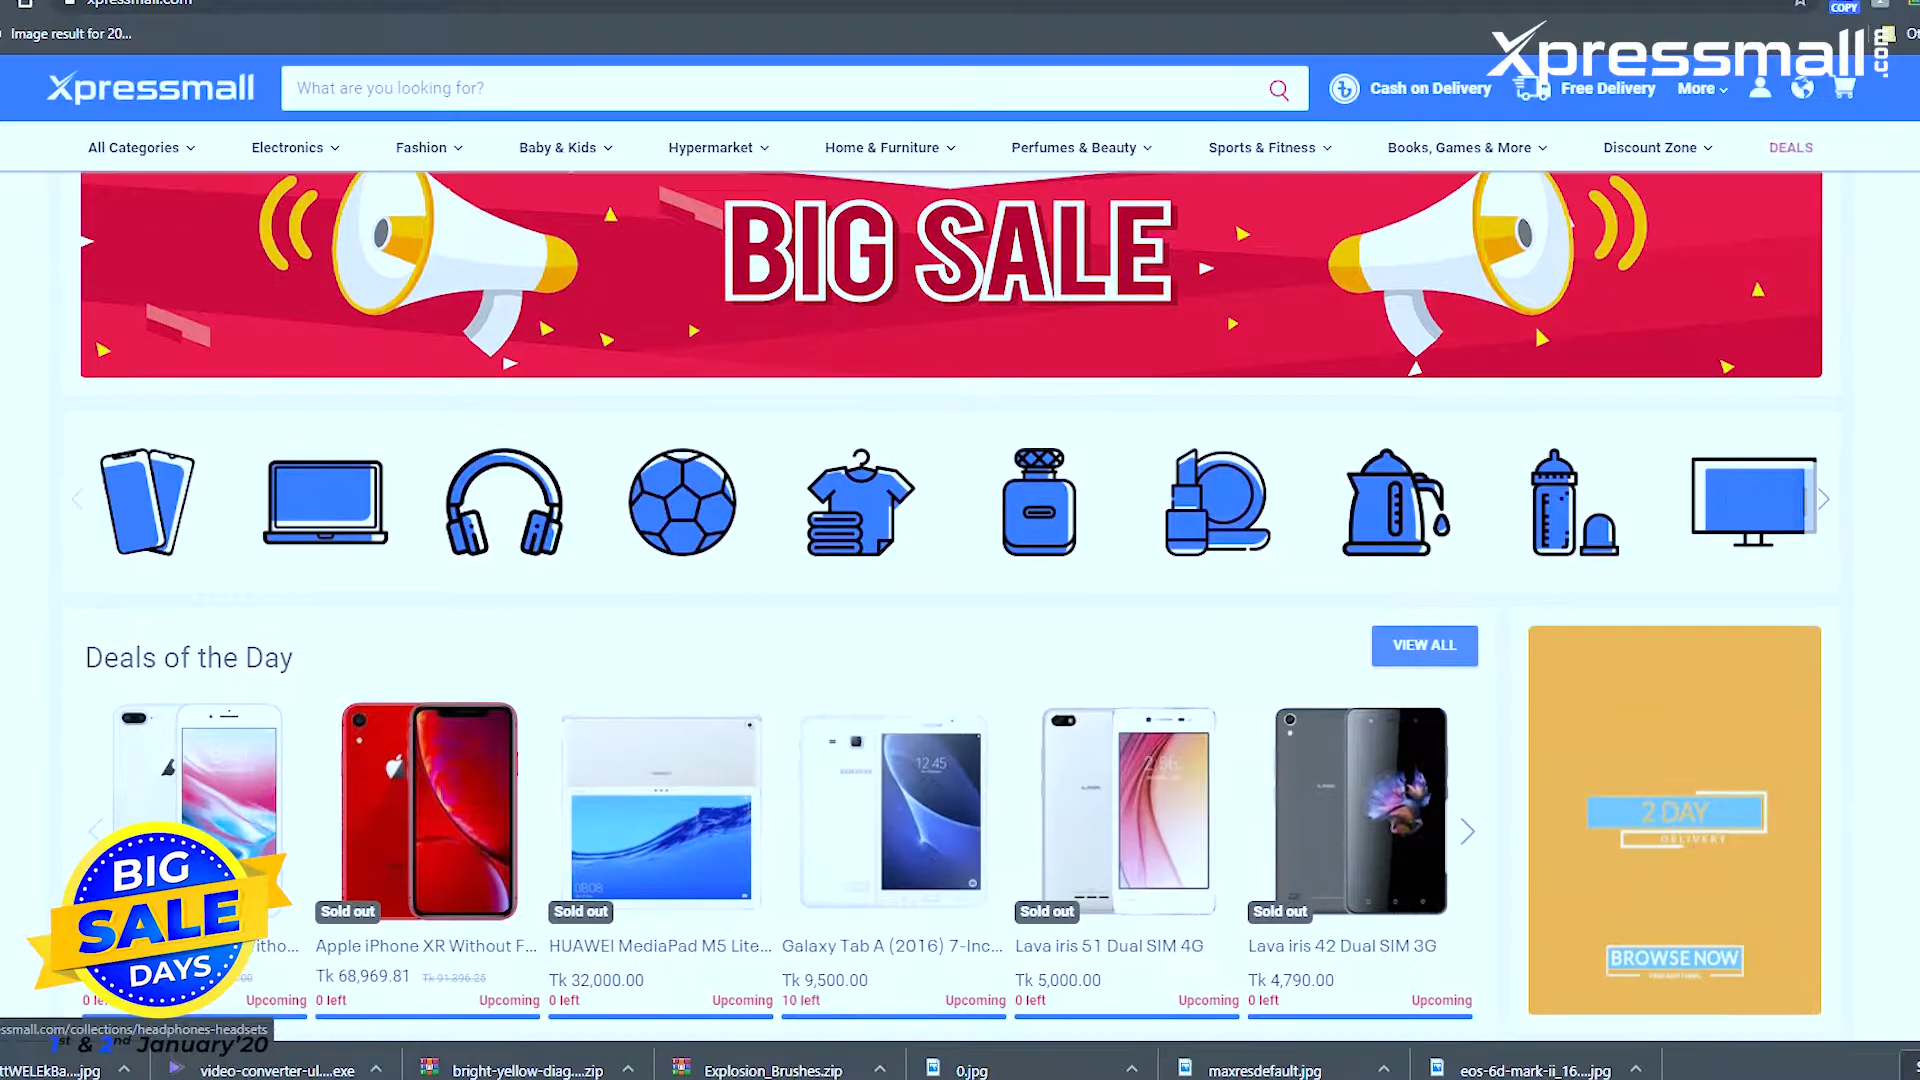 xpressmall.com
COPY
Image result for 20...
Xpressmall.com
Xpressmall
What are you looking for?
Cash on Delivery
Free Delivery
More
All Categories
Electronics
Fashion
Baby & Kids
Hypermarket
Home & Furniture
Perfumes & Beauty
Sports & Fitness
Books, Games & More
Discount Zone
DEALS
BIG SALE
Deals of the Day
VIEW ALL
SAMSUNG
12:45
08:08
2 DAY
DELIVERY
BROWSE NOW
Sold out
Sold out
Sold out
Sold out
Apple iPhone XR Without F...
HUAWEI MediaPad M5 Lite...
Galaxy Tab A (2016) 7-Inc...
Lava iris 51 Dual SIM 4G
Lava iris 42 Dual SIM 3G
Tk 68,969.81 Tk 91,396.25
Tk 32,000.00
Tk 9,500.00
Tk 5,000.00
Tk 4,790.00
Upcoming
0 left Upcoming
0 left Upcoming
10 left Upcoming
0 left Upcoming
0 left Upcoming
BIG
SALE
DAYS
essmall.com/collections/headphones-headsets
1st & 2nd January'20
ttWELEkBa....jpg
video-converter-ul....exe
bright-yellow-diag....zip
Explosion_Brushes.zip
0.jpg
maxresdefault.jpg
eos-6d-mark-ii_16....jpg